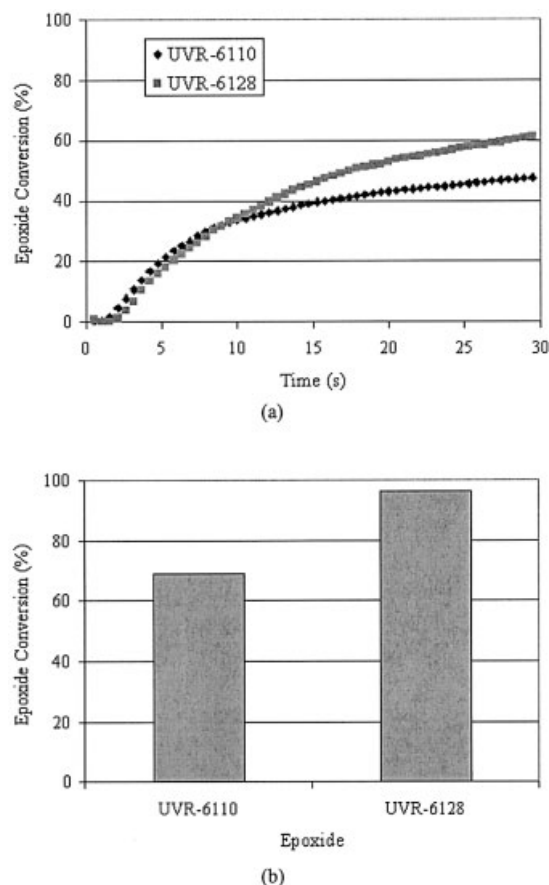 100
80
60
40
20
0
Epoxide Conversion (%)
UVR-6110
UVR-6128
0 5 10 15 20 25 30
Time (s)
(a)
100
80
60
40
20
0
Epoxide Conversion (%)
UVR-6110 UVR-6128
Epoxide
(b)